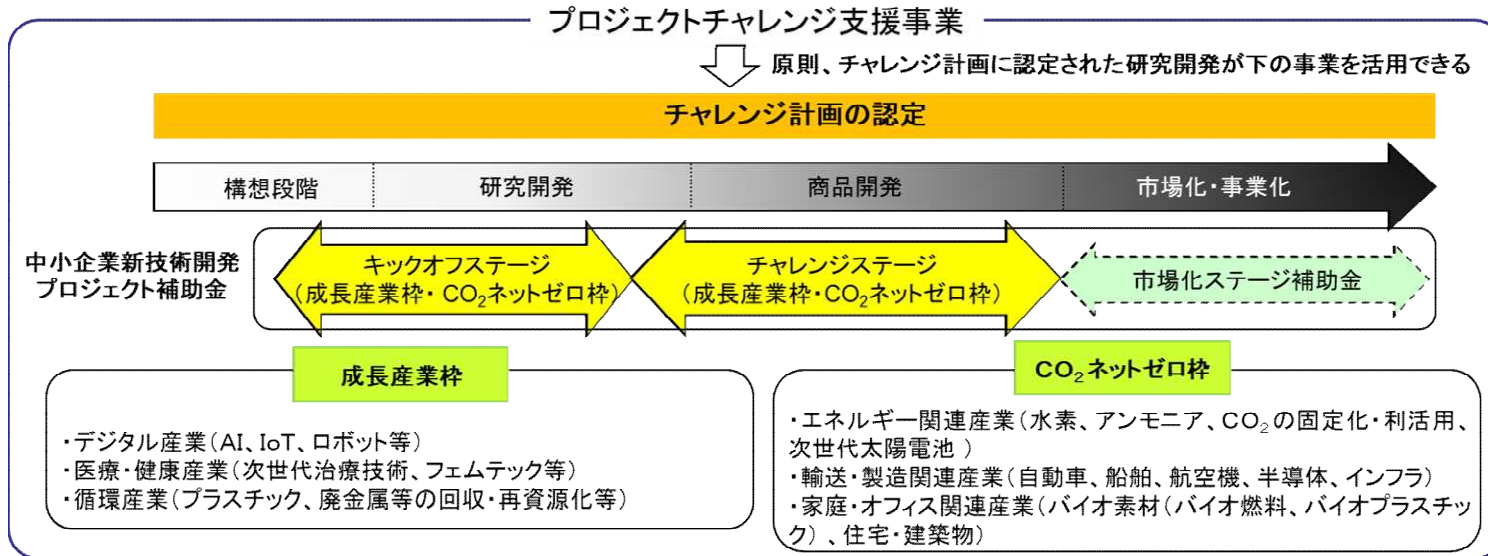 プロジェクトチャレンジ支援事業
原則、チャレンジ計画に認定された研究開発が下の事業を活用できる
チャレンジ計画の認定
構想段階
研究開発
商品開発
市場化・事業化
中小企業新技術開発
プロジェクト補助金
キックオフステージ
(成長産業枠・CO₂ネットゼロ枠)
チャレンジステージ
(成長産業枠・CO₂ネットゼロ枠)
市場化ステージ補助金
成長産業枠
・デジタル産業(AI、IoT、ロボット等)
・医療・健康産業(次世代治療技術、フェムテック等)
・循環産業(プラスチック、廃金属等の回収・再資源化等)
CO₂ネットゼロ枠
・エネルギー関連産業(水素、アンモニア、CO₂の固定化・利活用、
次世代太陽電池 )
・輸送・製造関連産業(自動車、船舶、航空機、半導体、インフラ)
・家庭・オフィス関連産業(バイオ素材(バイオ燃料、バイオプラスチッ
ク) 、住宅・建築物)